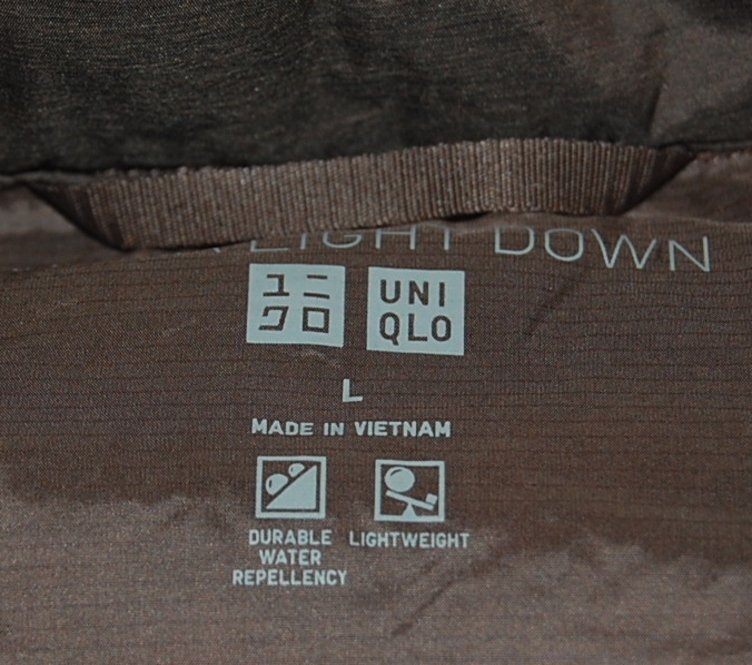 LIGHT DOWN
ユニ
クロ
UNI
QLO
L
MADE IN VIETNAM
DURABLE
WATER
REPELLENCY
LIGHTWEIGHT